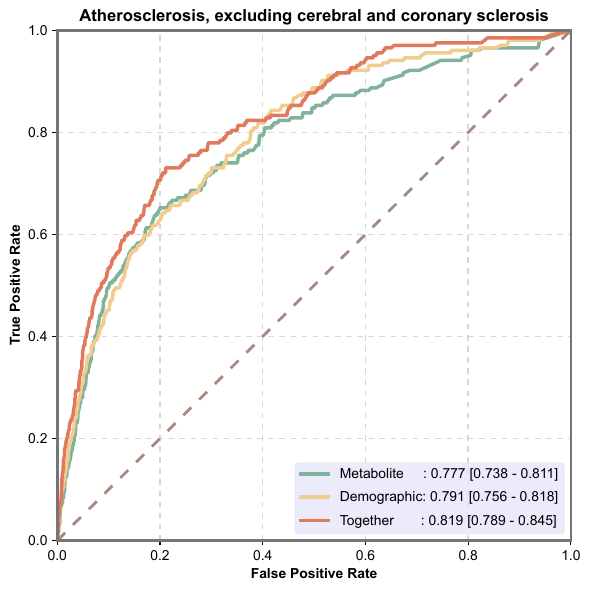 Atherosclerosis, excluding cerebral and coronary sclerosis
True Positive Rate
1.0
0.8
0.6
0.4
0.2
0.0
Metabolite : 0.777 [0.738 - 0.811]
Demographic: 0.791 [0.756 - 0.818]
Together : 0.819 [0.789 - 0.845]
0.0 0.2 0.4 0.6 0.8 1.0
False Positive Rate